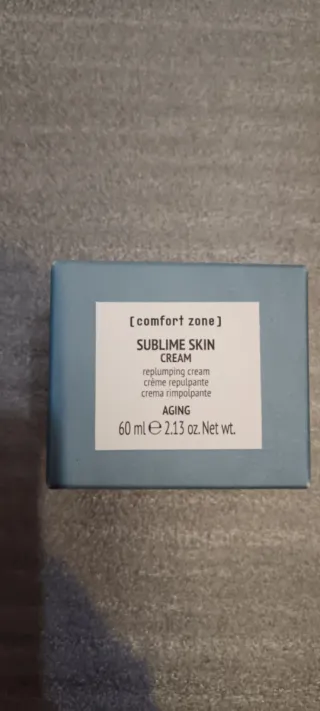 [comfort zone]
SUBLIME SKIN
CREAM
replumping cream
crème repulpante
crema rimpolpante
AGING
60 ml ℮ 2.13 oz. Net wt.